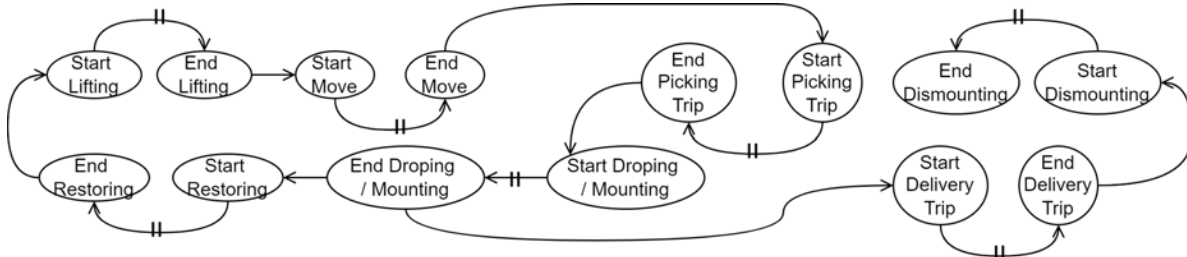 Start
Lifting
End
Lifting
Start
Move
End
Move
End
Picking
Trip
Start
Picking
Trip
End
Dismounting
Start
Dismounting
End
Restoring
Start
Restoring
End Droping
/ Mounting
Start Droping
/ Mounting
Start
Delivery
Trip
End
Delivery
Trip